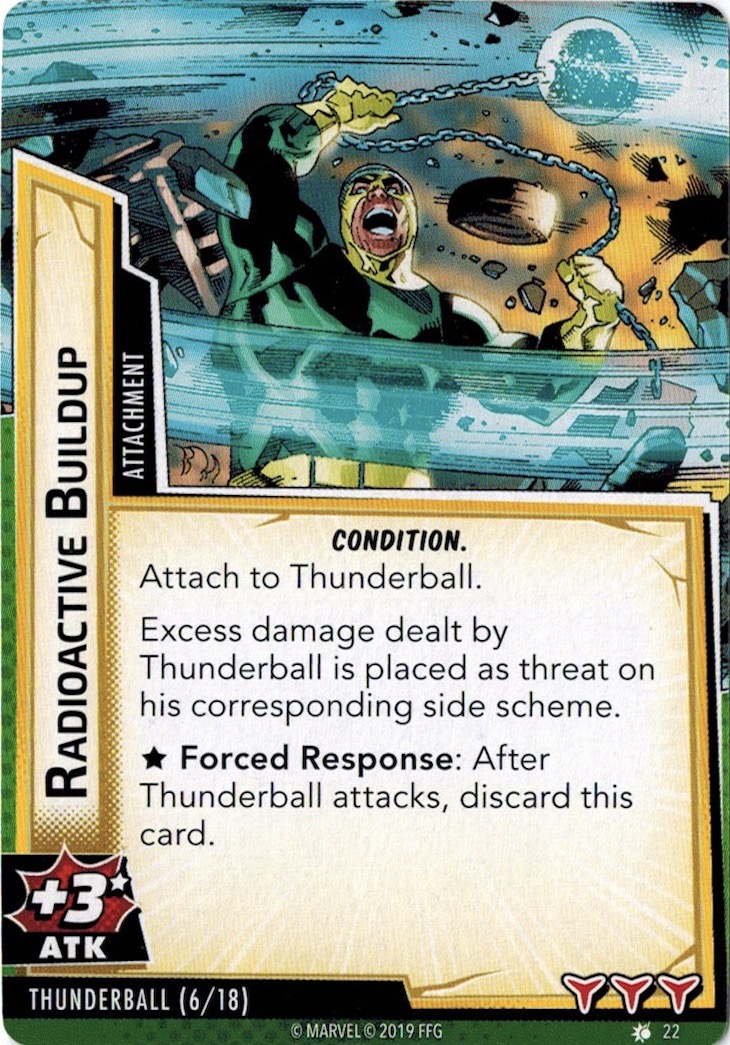 RADIOACTIVE BUILDUP
ATTACHMENT
CONDITION.
Attach to Thunderball.
Excess damage dealt by
Thunderball is placed as threat on
his corresponding side scheme.
★ Forced Response: After
Thunderball attacks, discard this
card.
+3★
ATK
THUNDERBALL (6/18)
© MARVEL © 2019 FFG
22